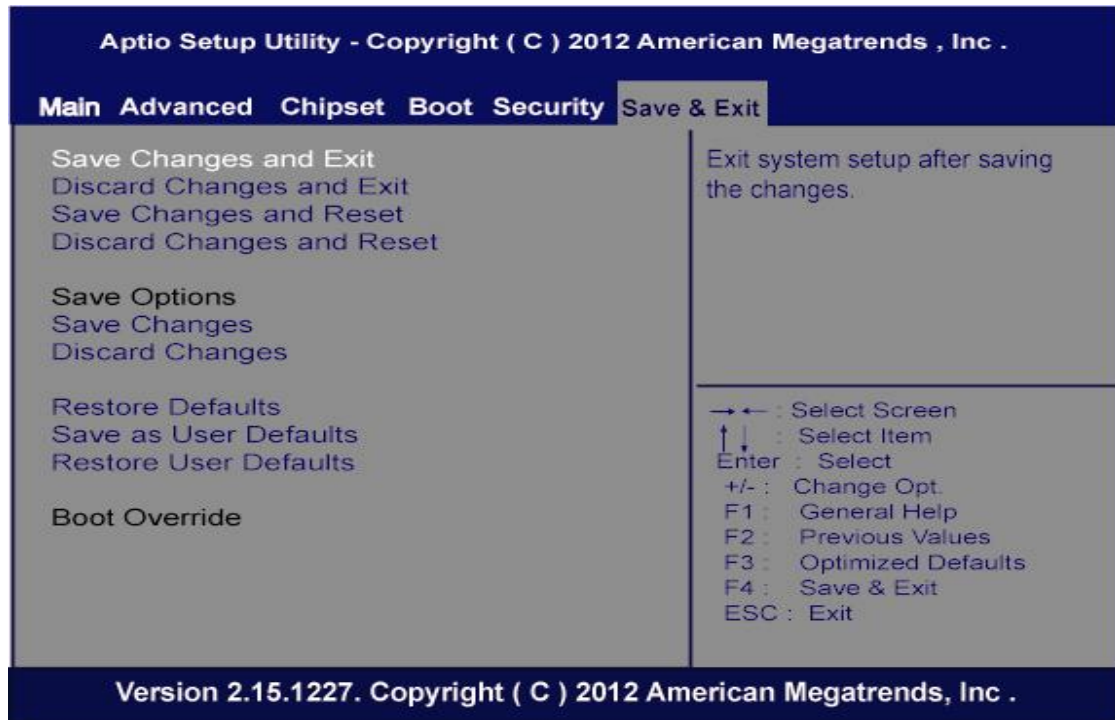 Aptio Setup Utility - Copyright ( C ) 2012 American Megatrends , Inc .
Main Advanced Chipset Boot Security Save & Exit
Save Changes and Exit
Discard Changes and Exit
Save Changes and Reset
Discard Changes and Reset
Save Options
Save Changes
Discard Changes
Restore Defaults
Save as User Defaults
Restore User Defaults
Boot Override
Exit system setup after saving
the changes.
→ ← : Select Screen
↑ ↓ : Select Item
Enter : Select
+/- : Change Opt.
F1 : General Help
F2 : Previous Values
F3 : Optimized Defaults
F4 : Save & Exit
ESC : Exit
Version 2.15.1227. Copyright ( C ) 2012 American Megatrends, Inc .